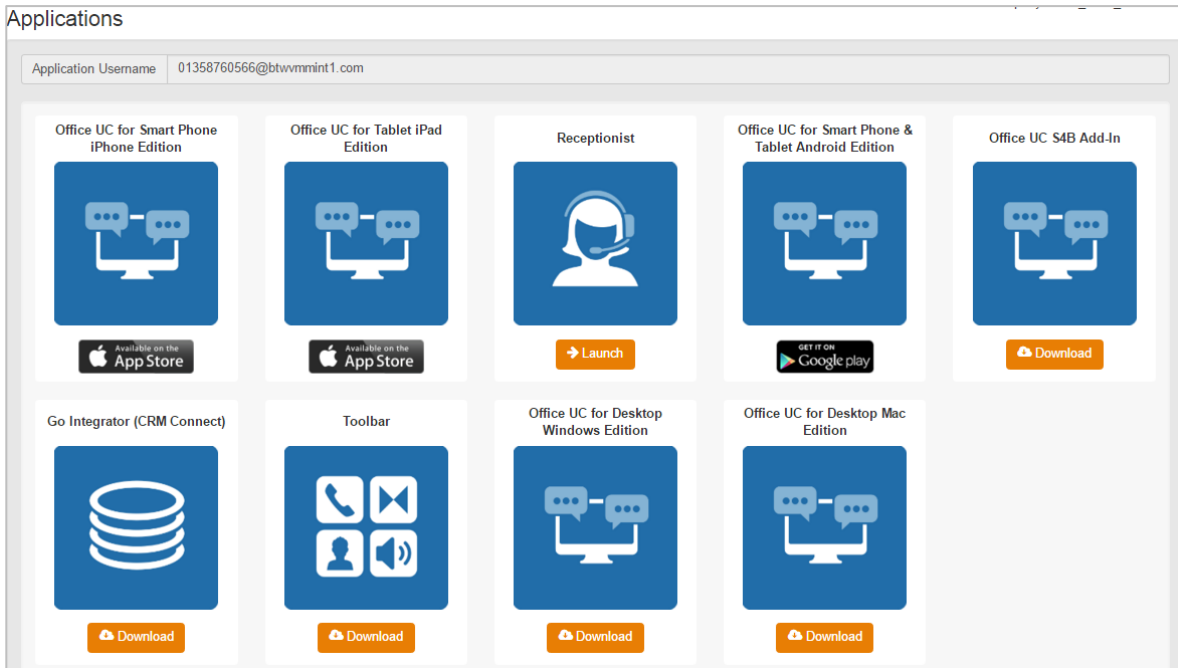 Applications
Application Username 01358760566@btwvmmint1.com
Office UC for Smart Phone
iPhone Edition
Available on the
App Store
Office UC for Tablet iPad
Edition
Available on the
App Store
Receptionist
Launch
Office UC for Smart Phone &
Tablet Android Edition
GET IT ON
Google play
Office UC S4B Add-In
Download
Go Integrator (CRM Connect)
Download
Toolbar
Download
Office UC for Desktop
Windows Edition
Download
Office UC for Desktop Mac
Edition
Download